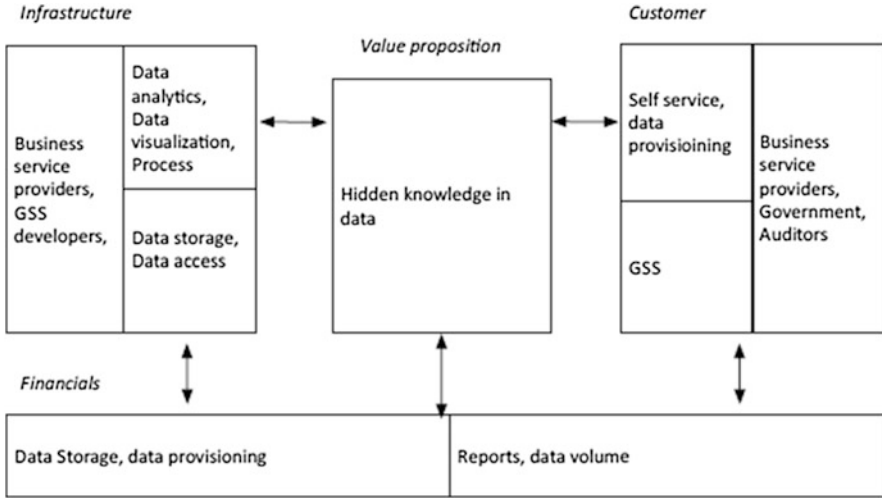 Infrastructure
Customer
Value proposition
Business
service
providers,
GSS
developers,
Data
analytics,
Data
visualization,
Process
Data storage,
Data access
Hidden knowledge in
data
Self service,
data
provisioining
GSS
Business
service
providers,
Government,
Auditors
Financials
Data Storage, data provisioning
Reports, data volume